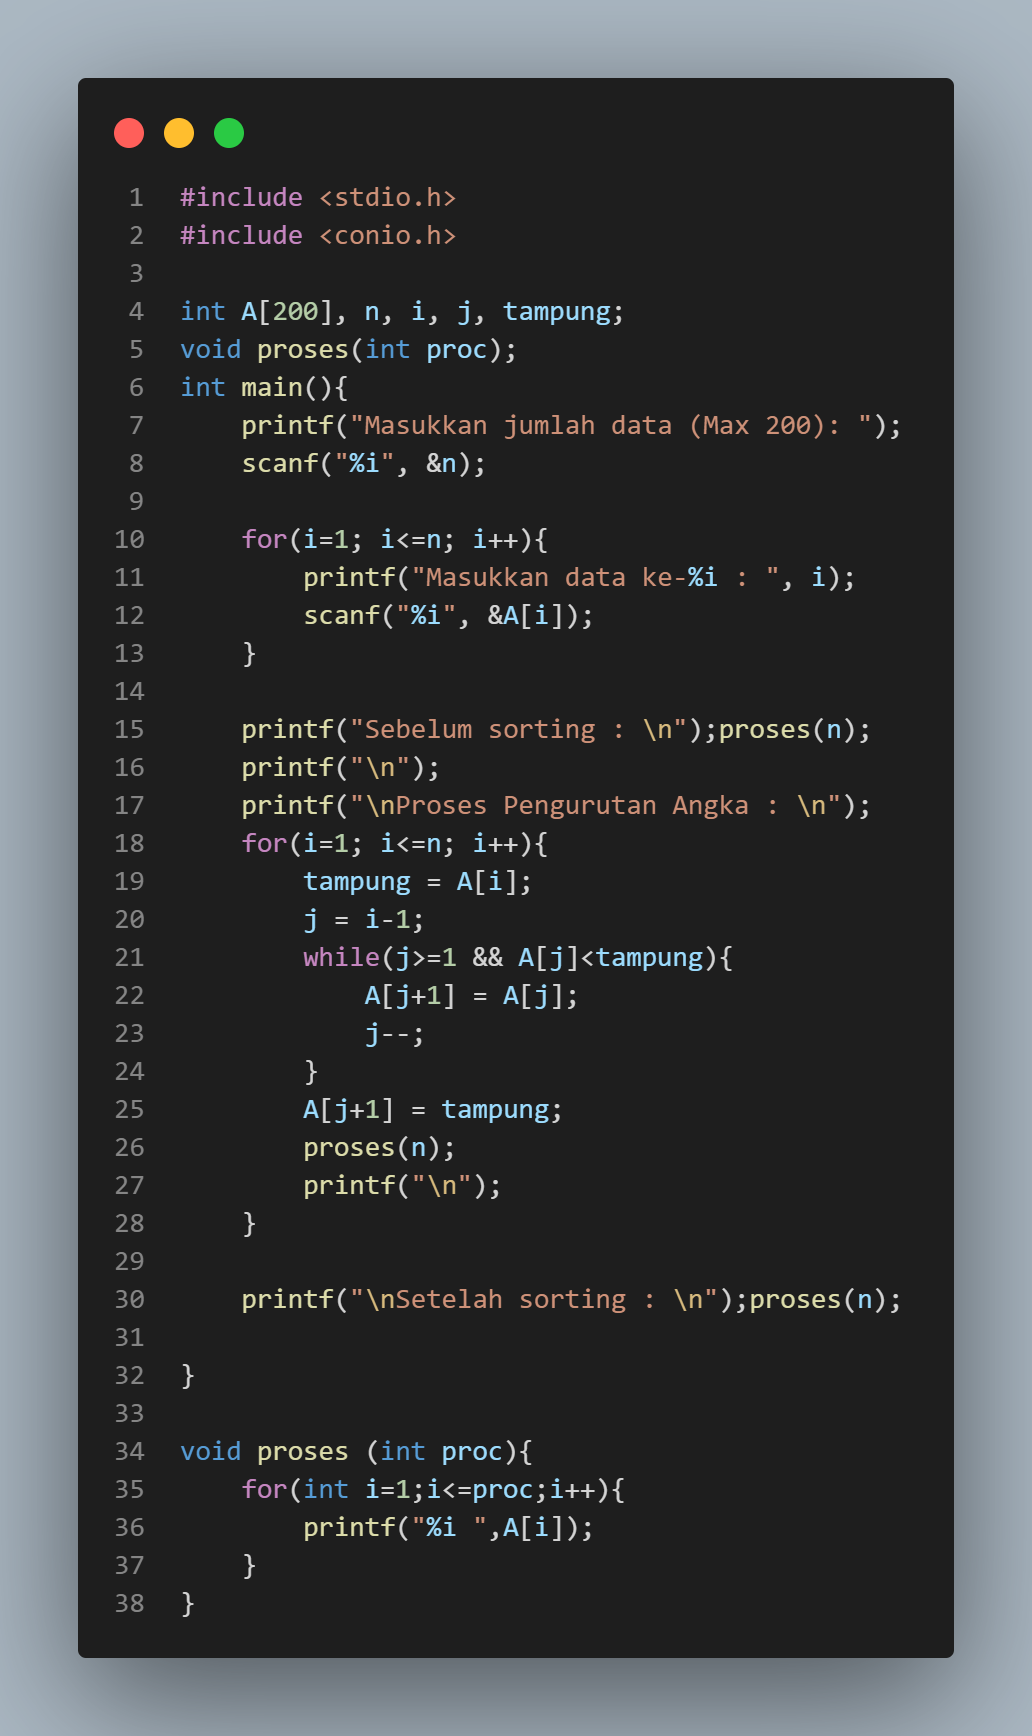 1 #include <stdio.h>
2 #include <conio.h>
3
4 int A[200], n, i, j, tampung;
5 void proses(int proc);
6 int main(){
7     printf("Masukkan jumlah data (Max 200): ");
8     scanf("%i", &n);
9
10     for(i=1; i<=n; i++){
11         printf("Masukkan data ke-%i : ", i);
12         scanf("%i", &A[i]);
13     }
14
15     printf("Sebelum sorting : \n");proses(n);
16     printf("\n");
17     printf("\nProses Pengurutan Angka : \n");
18     for(i=1; i<=n; i++){
19         tampung = A[i];
20         j = i-1;
21         while(j>=1 && A[j]<tampung){
22             A[j+1] = A[j];
23             j--;
24         }
25         A[j+1] = tampung;
26         proses(n);
27         printf("\n");
28     }
29
30     printf("\nSetelah sorting : \n");proses(n);
31
32 }
33
34 void proses (int proc){
35     for(int i=1;i<=proc;i++){
36         printf("%i ",A[i]);
37     }
38 }